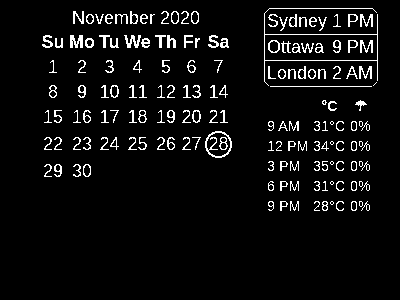 November 2020
Su Mo Tu We Th Fr Sa
1 2 3 4 5 6 7
8 9 10 11 12 13 14
15 16 17 18 19 20 21
22 23 24 25 26 27 28
29 30
Sydney 1 PM
Ottawa 9 PM
London 2 AM
°C ☂
9 AM 31°C 0%
12 PM 34°C 0%
3 PM 35°C 0%
6 PM 31°C 0%
9 PM 28°C 0%